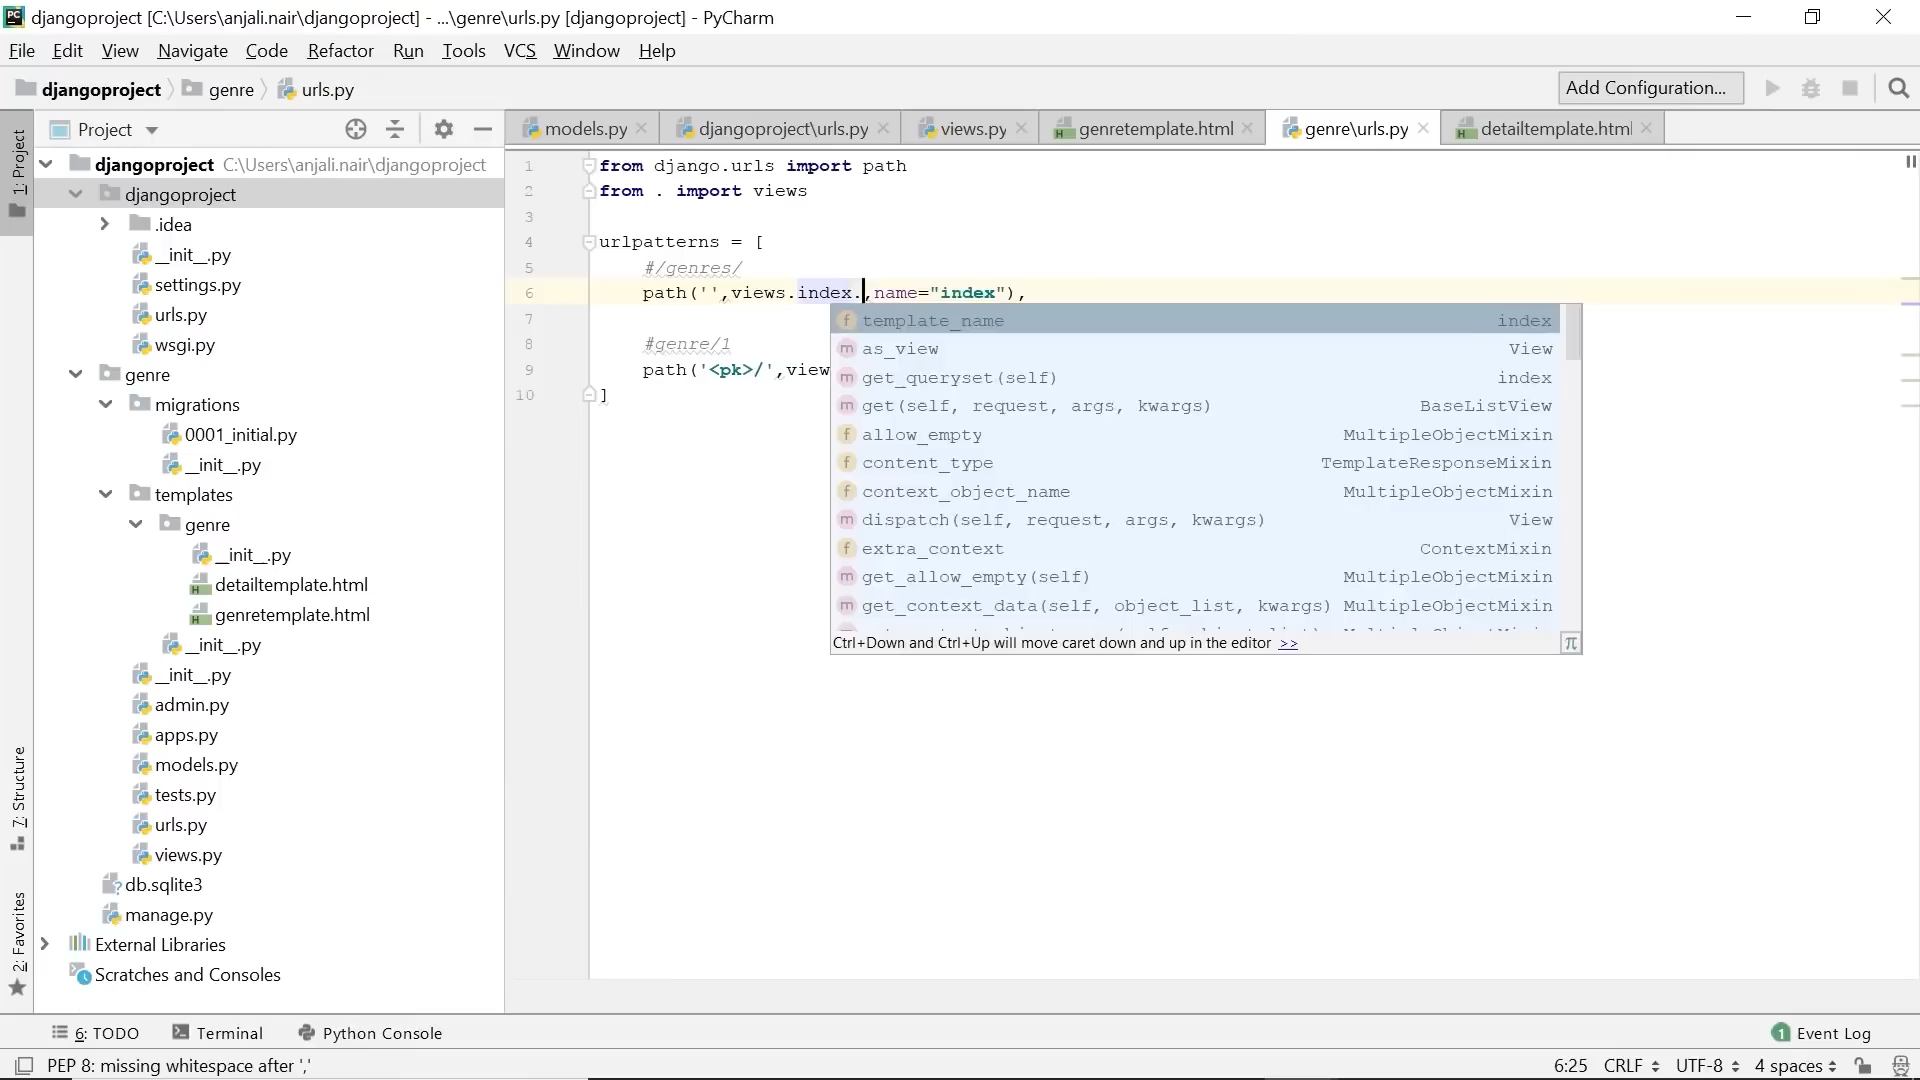 djangoproject [C:\Users\anjali.nair\djangoproject] - ...\genre\urls.py [djangoproject] - PyCharm
File Edit View Navigate Code Refactor Run Tools VCS Window Help
djangoproject genre urls.py Add Configuration...
1: Project
Project
models.py djangoproject\urls.py views.py genretemplate.html genre\urls.py detailtemplate.html
djangoproject C:\Users\anjali.nair\djangoproject
djangoproject
.idea
__init__.py
settings.py
urls.py
wsgi.py
genre
migrations
0001_initial.py
__init__.py
templates
genre
__init__.py
detailtemplate.html
genretemplate.html
__init__.py
__init__.py
admin.py
apps.py
models.py
tests.py
urls.py
views.py
db.sqlite3
manage.py
External Libraries
Scratches and Consoles
7: Structure
2: Favorites
1 from django.urls import path
2 from . import views
3
4 urlpatterns = [
5 #/genres/
6 path('',views.index.,name="index"),
7
8 #genre/1
9 path('<pk>/',view
10 ]
f template_name index
m as_view View
m get_queryset(self) index
m get(self, request, args, kwargs) BaseListView
f allow_empty MultipleObjectMixin
f content_type TemplateResponseMixin
f context_object_name MultipleObjectMixin
m dispatch(self, request, args, kwargs) View
f extra_context ContextMixin
m get_allow_empty(self) MultipleObjectMixin
m get_context_data(self, object_list, kwargs) MultipleObjectMixin
Ctrl+Down and Ctrl+Up will move caret down and up in the editor >> π
6: TODO Terminal Python Console 1 Event Log
PEP 8: missing whitespace after ',' 6:25 CRLF UTF-8 4 spaces